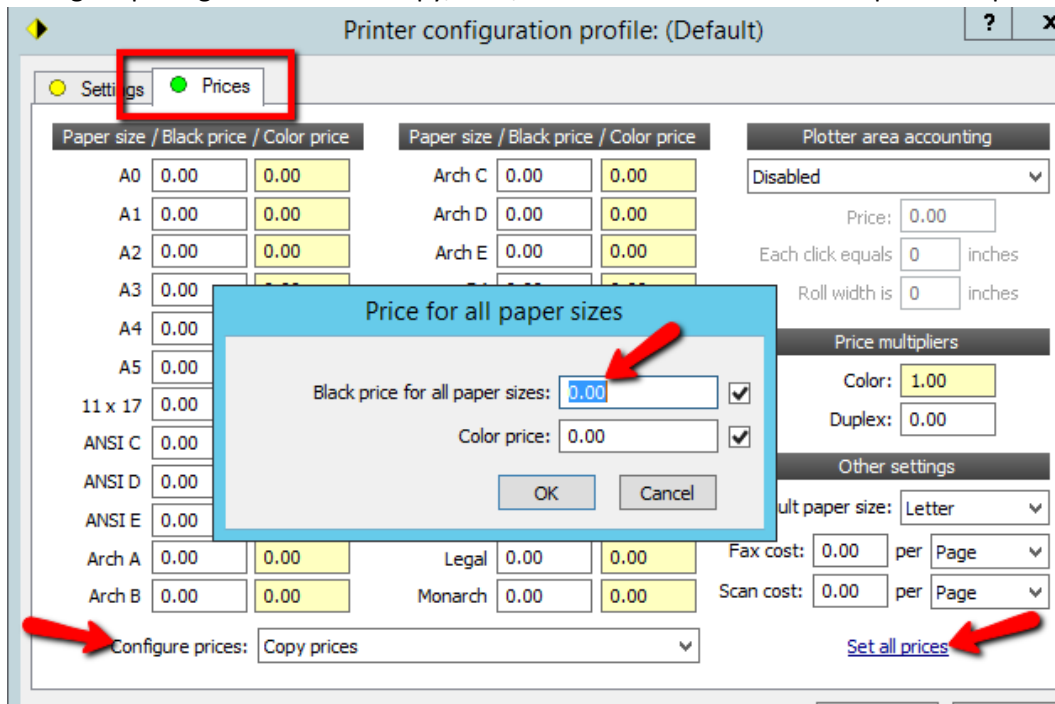 Printer configuration profile: (Default) ? x
Settings Prices
Paper size / Black price / Color price Paper size / Black price / Color price Plotter area accounting
A0 0.00 0.00 Arch C 0.00 0.00 Disabled
A1 0.00 0.00 Arch D 0.00 0.00 Price: 0.00
A2 0.00 0.00 Arch E 0.00 0.00 Each click equals 0 inches
A3 0.00 Roll width is 0 inches
Price for all paper sizes
A4 0.00 Price multipliers
A5 0.00 Black price for all paper sizes: 0.00 Color: 1.00
11 x 17 0.00 Duplex: 0.00
ANSI C 0.00 Color price: 0.00
Other settings
ANSI D 0.00 OK Cancel ult paper size: Letter
ANSI E 0.00
Arch A 0.00 0.00 Legal 0.00 0.00 Fax cost: 0.00 per Page
Arch B 0.00 0.00 Monarch 0.00 0.00 Scan cost: 0.00 per Page
Configure prices: Copy prices Set all prices